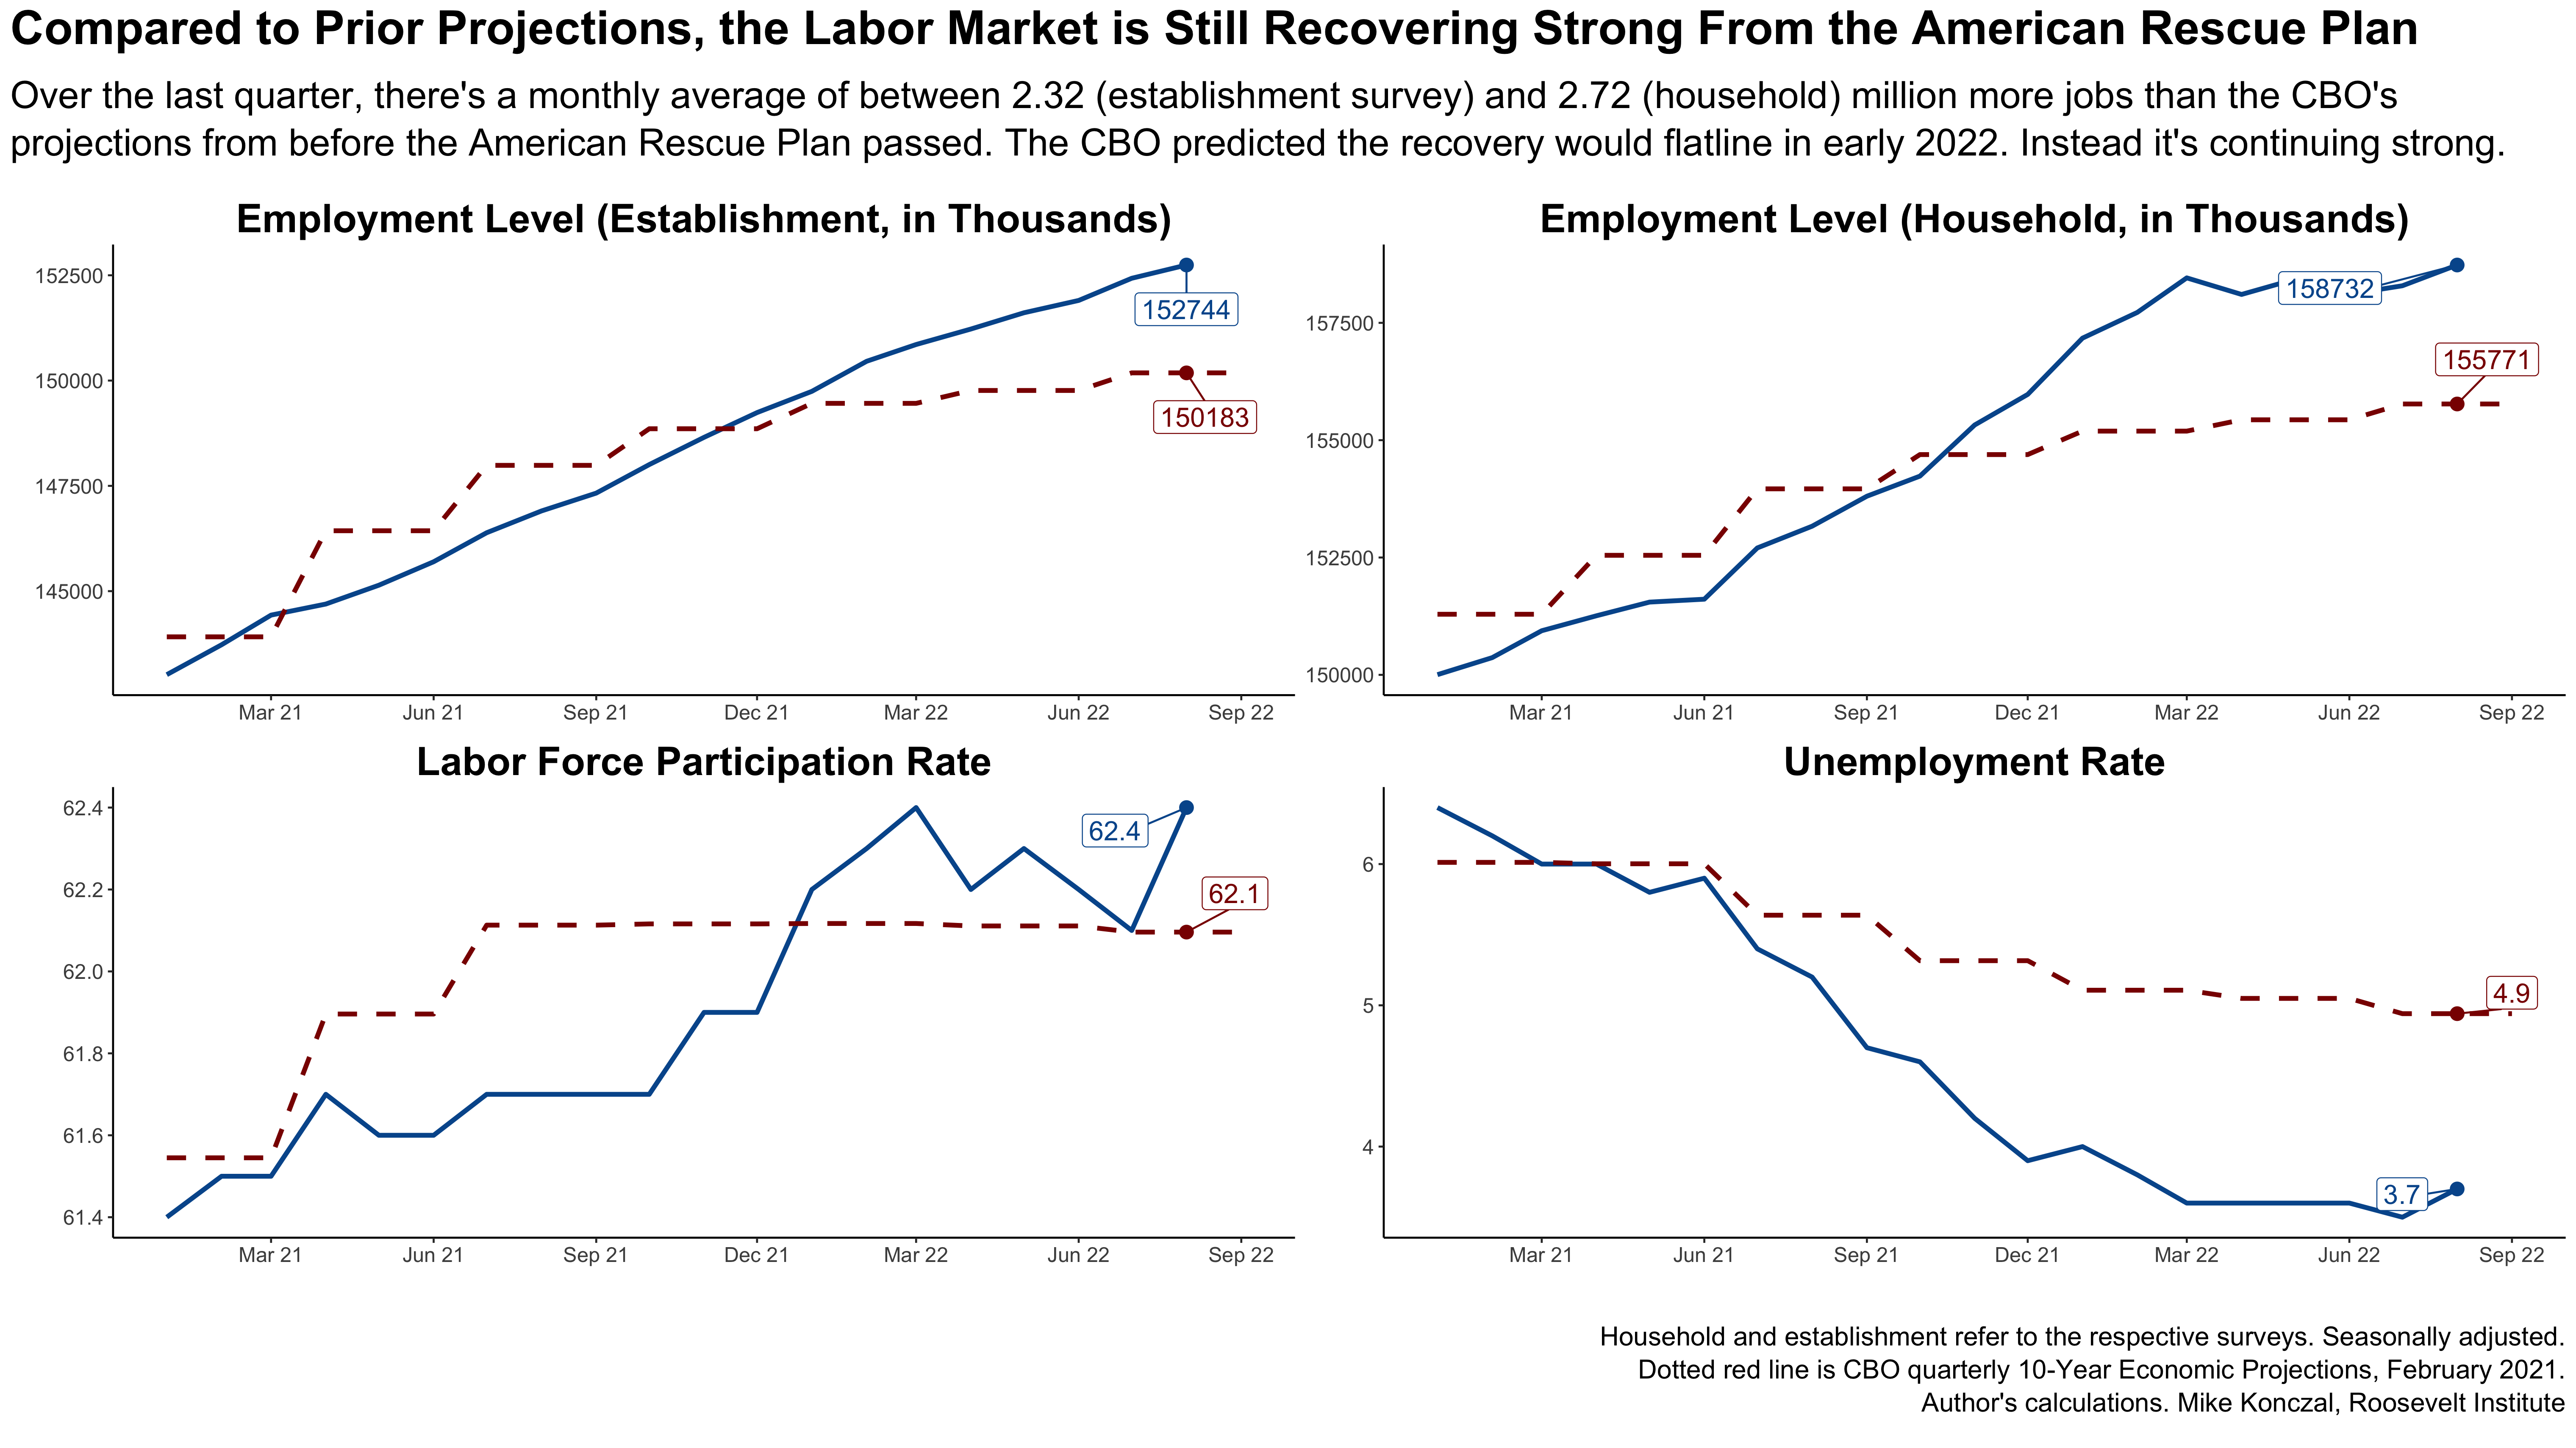 Compared to Prior Projections, the Labor Market is Still Recovering Strong From the American Rescue Plan
Over the last quarter, there's a monthly average of between 2.32 (establishment survey) and 2.72 (household) million more jobs than the CBO's
projections from before the American Rescue Plan passed. The CBO predicted the recovery would flatline in early 2022. Instead it's continuing strong.
Employment Level (Establishment, in Thousands)
152500
150000
147500
145000
152744
150183
Mar 21 Jun 21 Sep 21 Dec 21 Mar 22 Jun 22 Sep 22
Employment Level (Household, in Thousands)
157500
155000
152500
150000
158732
155771
Mar 21 Jun 21 Sep 21 Dec 21 Mar 22 Jun 22 Sep 22
Labor Force Participation Rate
62.4
62.2
62.0
61.8
61.6
61.4
62.4
62.1
Mar 21 Jun 21 Sep 21 Dec 21 Mar 22 Jun 22 Sep 22
Unemployment Rate
6
5
4
4.9
3.7
Mar 21 Jun 21 Sep 21 Dec 21 Mar 22 Jun 22 Sep 22
Household and establishment refer to the respective surveys. Seasonally adjusted.
Dotted red line is CBO quarterly 10-Year Economic Projections, February 2021.
Author's calculations. Mike Konczal, Roosevelt Institute